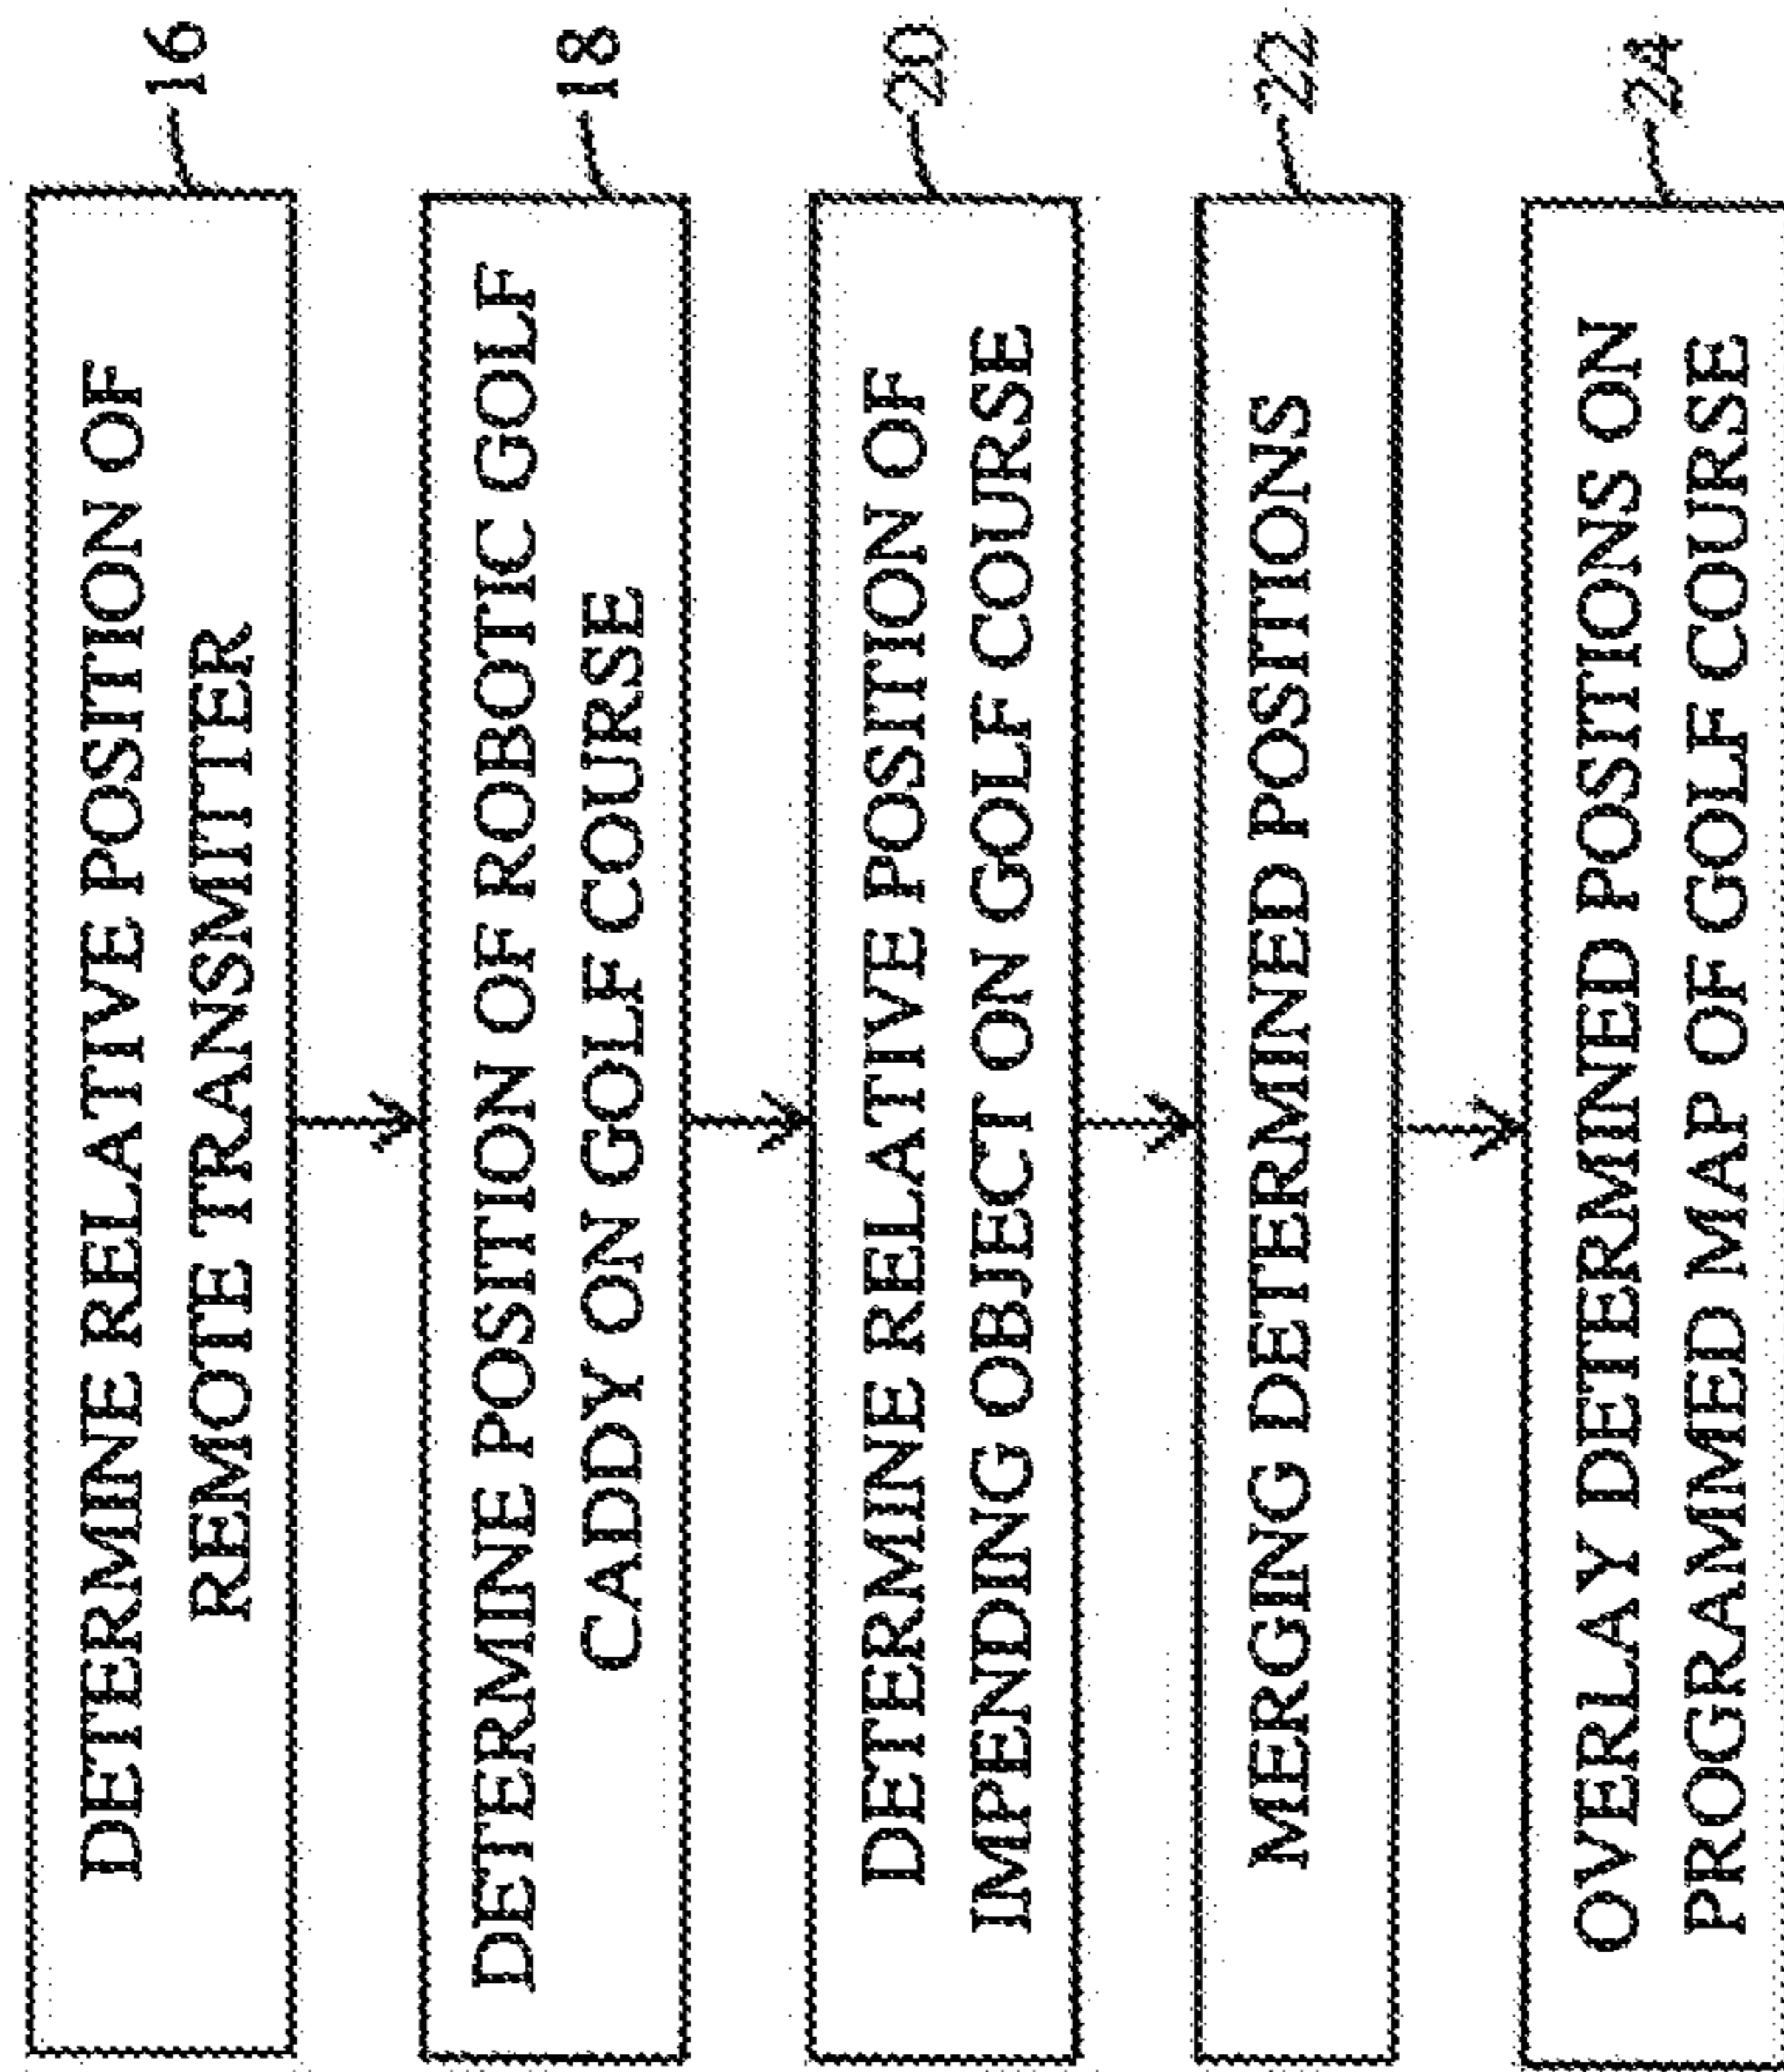 DETERMINE RELATIVE POSITION OF
REMOTE TRANSMITTER
16
DETERMINE POSITION OF ROBOTIC GOLF
CADDY ON GOLF COURSE
18
DETERMINE RELATIVE POSITION OF
IMPENDING OBJECT ON GOLF COURSE
20
MERGING DETERMINED POSITIONS
22
OVERLAY DETERMINED POSITIONS ON
PROGRAMMED MAP OF GOLF COURSE
24